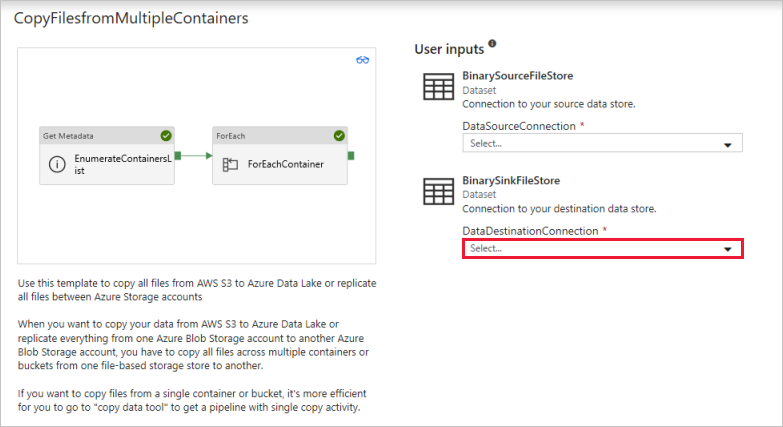 CopyFilesfromMultipleContainers
Get Metadata
EnumerateContainersL
ist
ForEach
ForEachContainer
Use this template to copy all files from AWS S3 to Azure Data Lake or replicate
all files between Azure Storage accounts
When you want to copy your data from AWS S3 to Azure Data Lake or
replicate everything from one Azure Blob Storage account to another Azure
Blob Storage account, you have to copy all files across multiple containers or
buckets from one file-based storage store to another.
If you want to copy files from a single container or bucket, it's more efficient
for you to go to "copy data tool" to get a pipeline with single copy activity.
User inputs
BinarySourceFileStore
Dataset
Connection to your source data store.
DataSourceConnection *
Select...
BinarySinkFileStore
Dataset
Connection to your destination data store.
DataDestinationConnection *
Select...